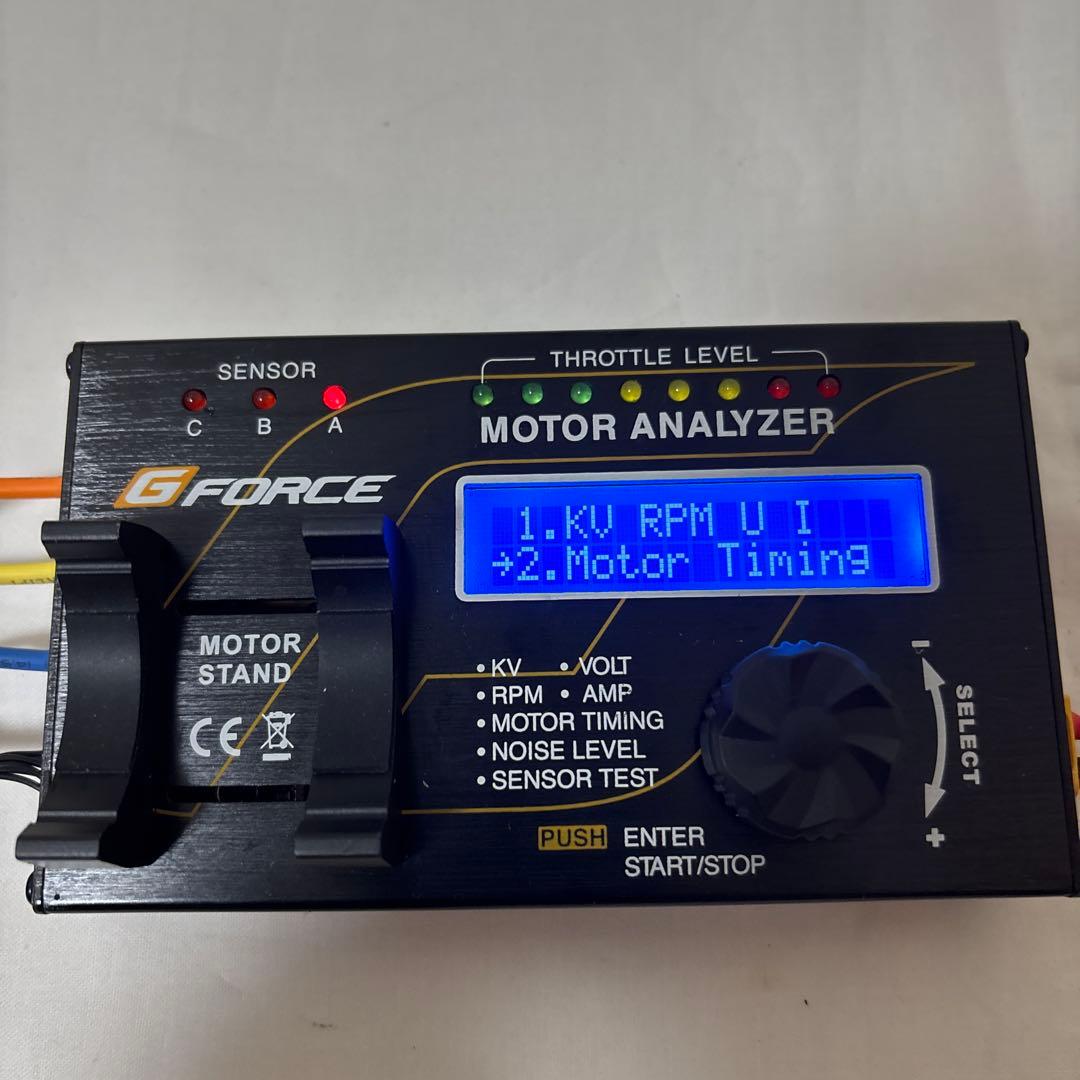 SENSOR
C B A
THROTTLE LEVEL
MOTOR ANALYZER
G FORCE
1.KV RPM U I
→2.Motor Timing
MOTOR
STAND
CE
• KV • VOLT
• RPM • AMP
• MOTOR TIMING
• NOISE LEVEL
• SENSOR TEST
PUSH ENTER
START/STOP
−
SELECT
+